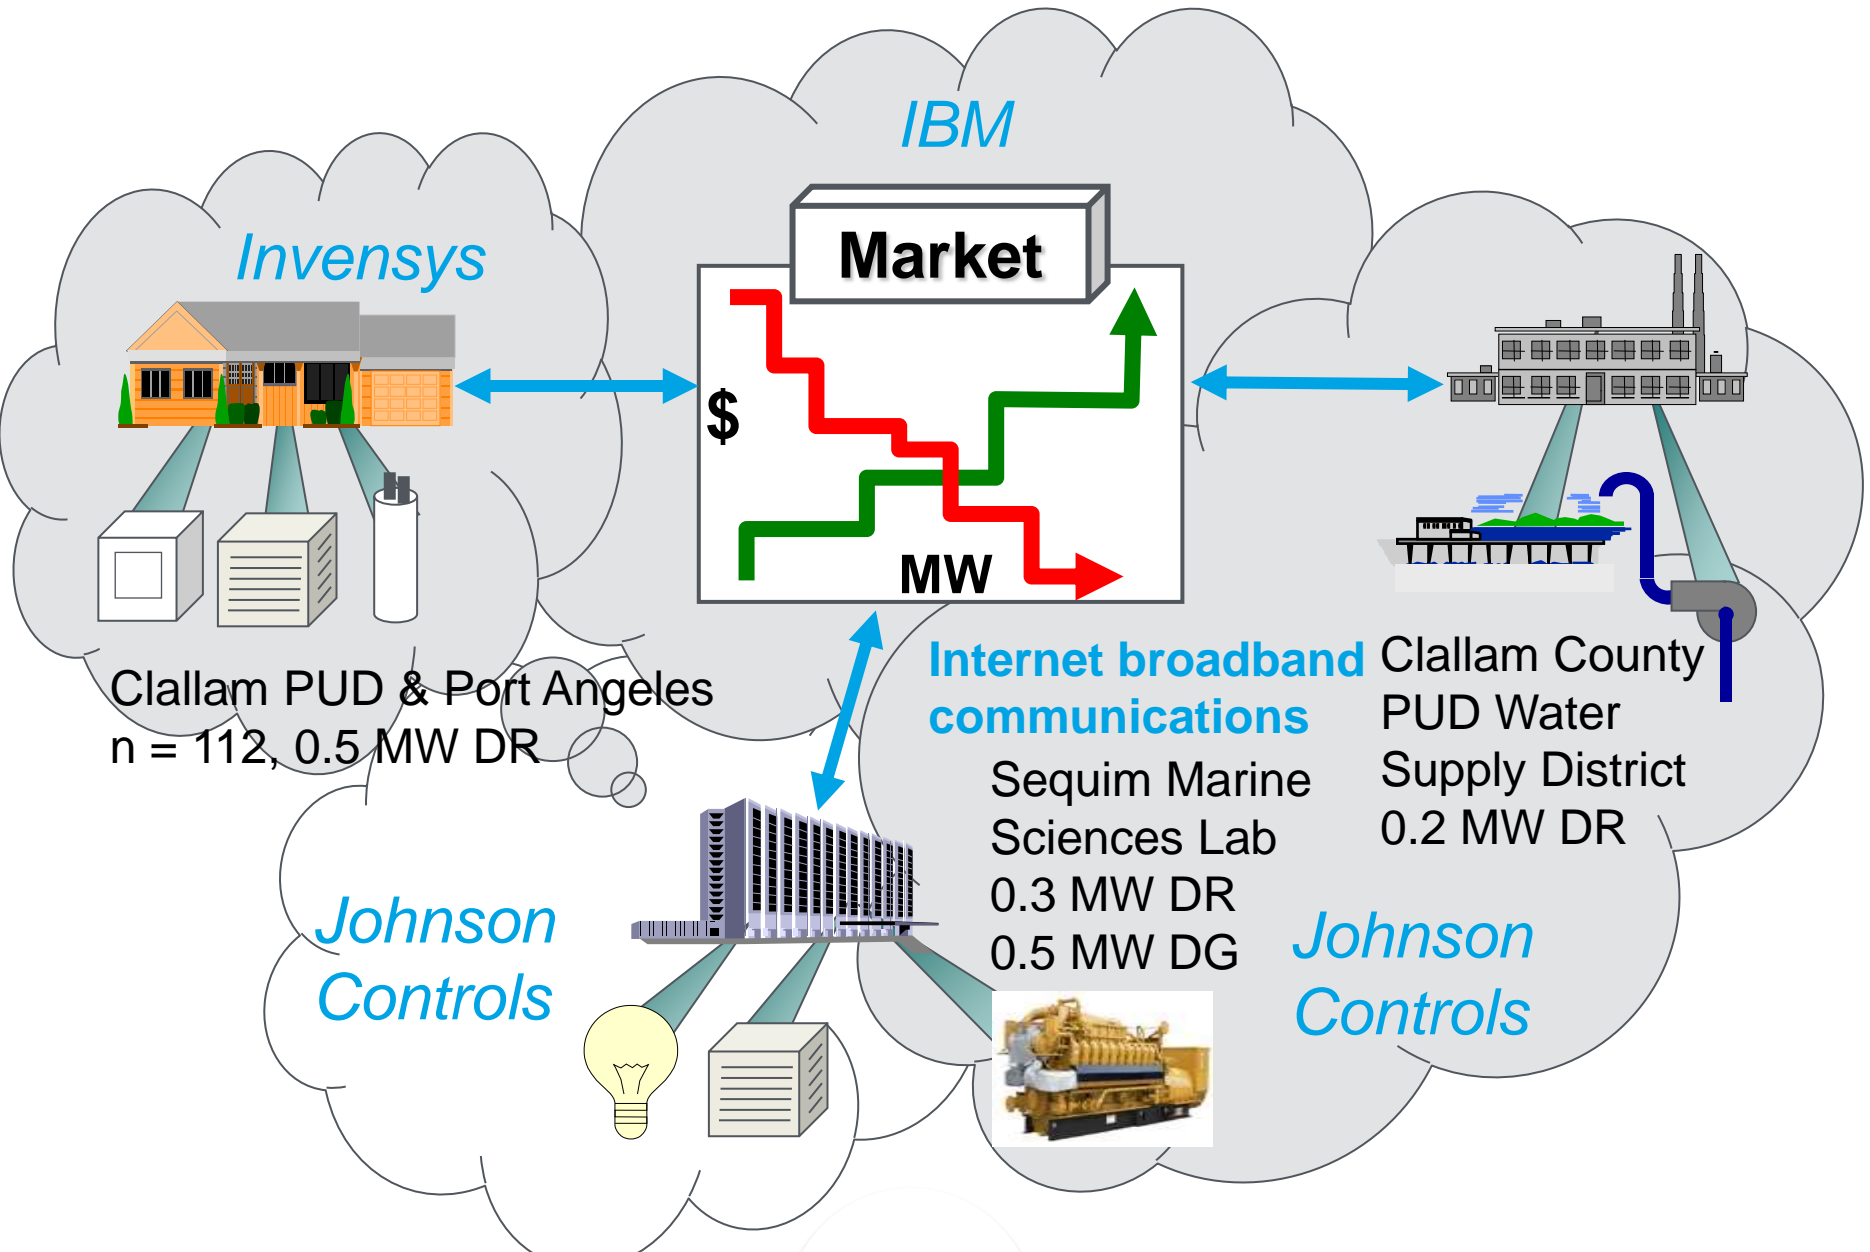 IBM
Invensys
Market
$
MW
Clallam PUD & Port Angeles
n = 112, 0.5 MW DR
Internet broadband
communications
Sequim Marine
Sciences Lab
0.3 MW DR
0.5 MW DG
Clallam County
PUD Water
Supply District
0.2 MW DR
Johnson
Controls
Johnson
Controls